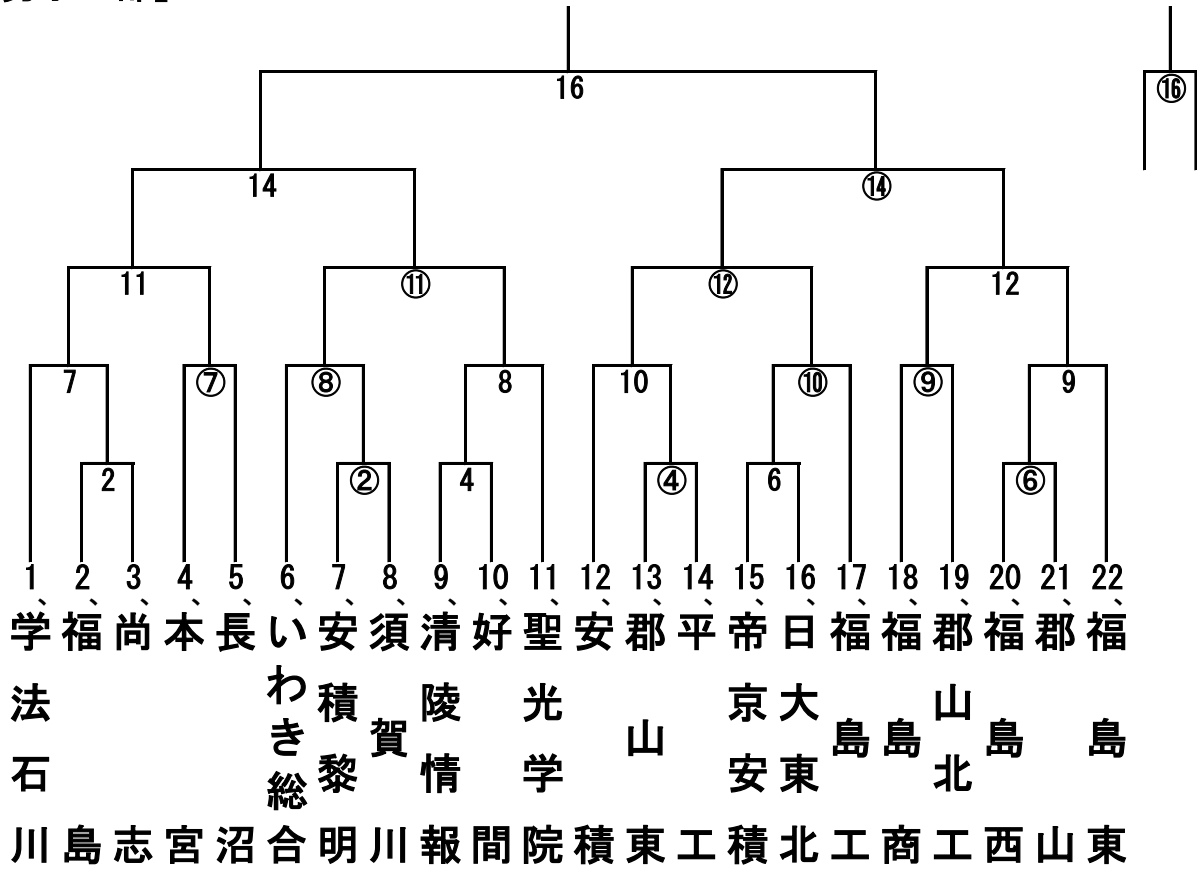 16
⑯
14
⑭
11
⑪
⑫
12
7
⑦
⑧
8
10
⑩
⑨
9
2
②
4
④
6
⑥
1、学法石川
2、福島
3、尚志
4、本宮
5、長沼
6、いわき総合
7、安積黎明
8、須賀川
9、清陵情報
10、好間
11、聖光学院
12、安積
13、郡山東
14、平工
15、帝京安積
16、日大東北
17、福島工
18、福島商
19、郡山北工
20、福島西
21、郡山
22、福島東